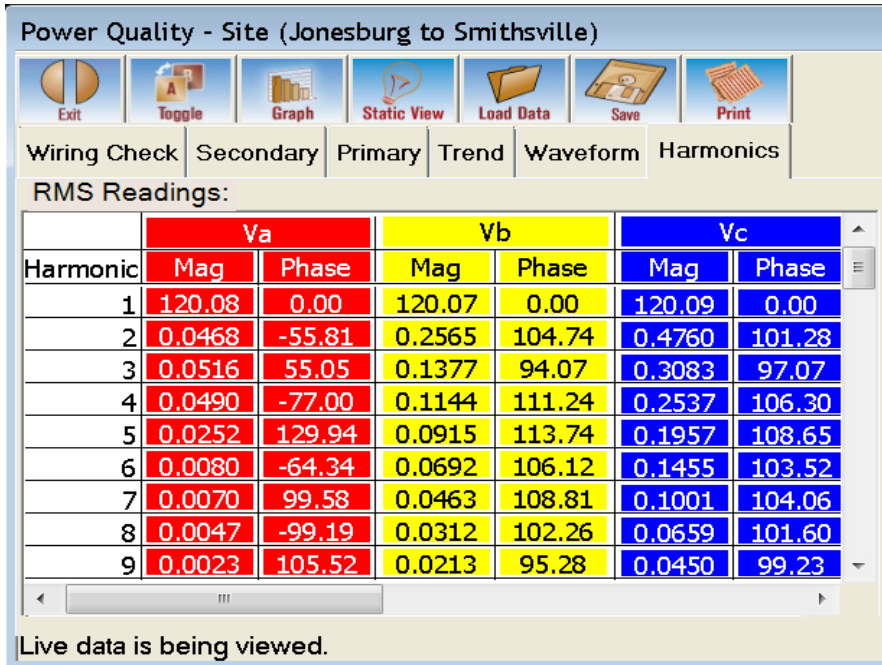 Power Quality - Site (Jonesburg to Smithsville)
Exit Toggle Graph Static View Load Data Save Print
Wiring Check Secondary Primary Trend Waveform Harmonics
RMS Readings:
Va Vb Vc
Harmonic Mag Phase Mag Phase Mag Phase
1 120.08 0.00 120.07 0.00 120.09 0.00
2 0.0468 -55.81 0.2565 104.74 0.4760 101.28
3 0.0516 55.05 0.1377 94.07 0.3083 97.07
4 0.0490 -77.00 0.1144 111.24 0.2537 106.30
5 0.0252 129.94 0.0915 113.74 0.1957 108.65
6 0.0080 -64.34 0.0692 106.12 0.1455 103.52
7 0.0070 99.58 0.0463 108.81 0.1001 104.06
8 0.0047 -99.19 0.0312 102.26 0.0659 101.60
9 0.0023 105.52 0.0213 95.28 0.0450 99.23
Live data is being viewed.